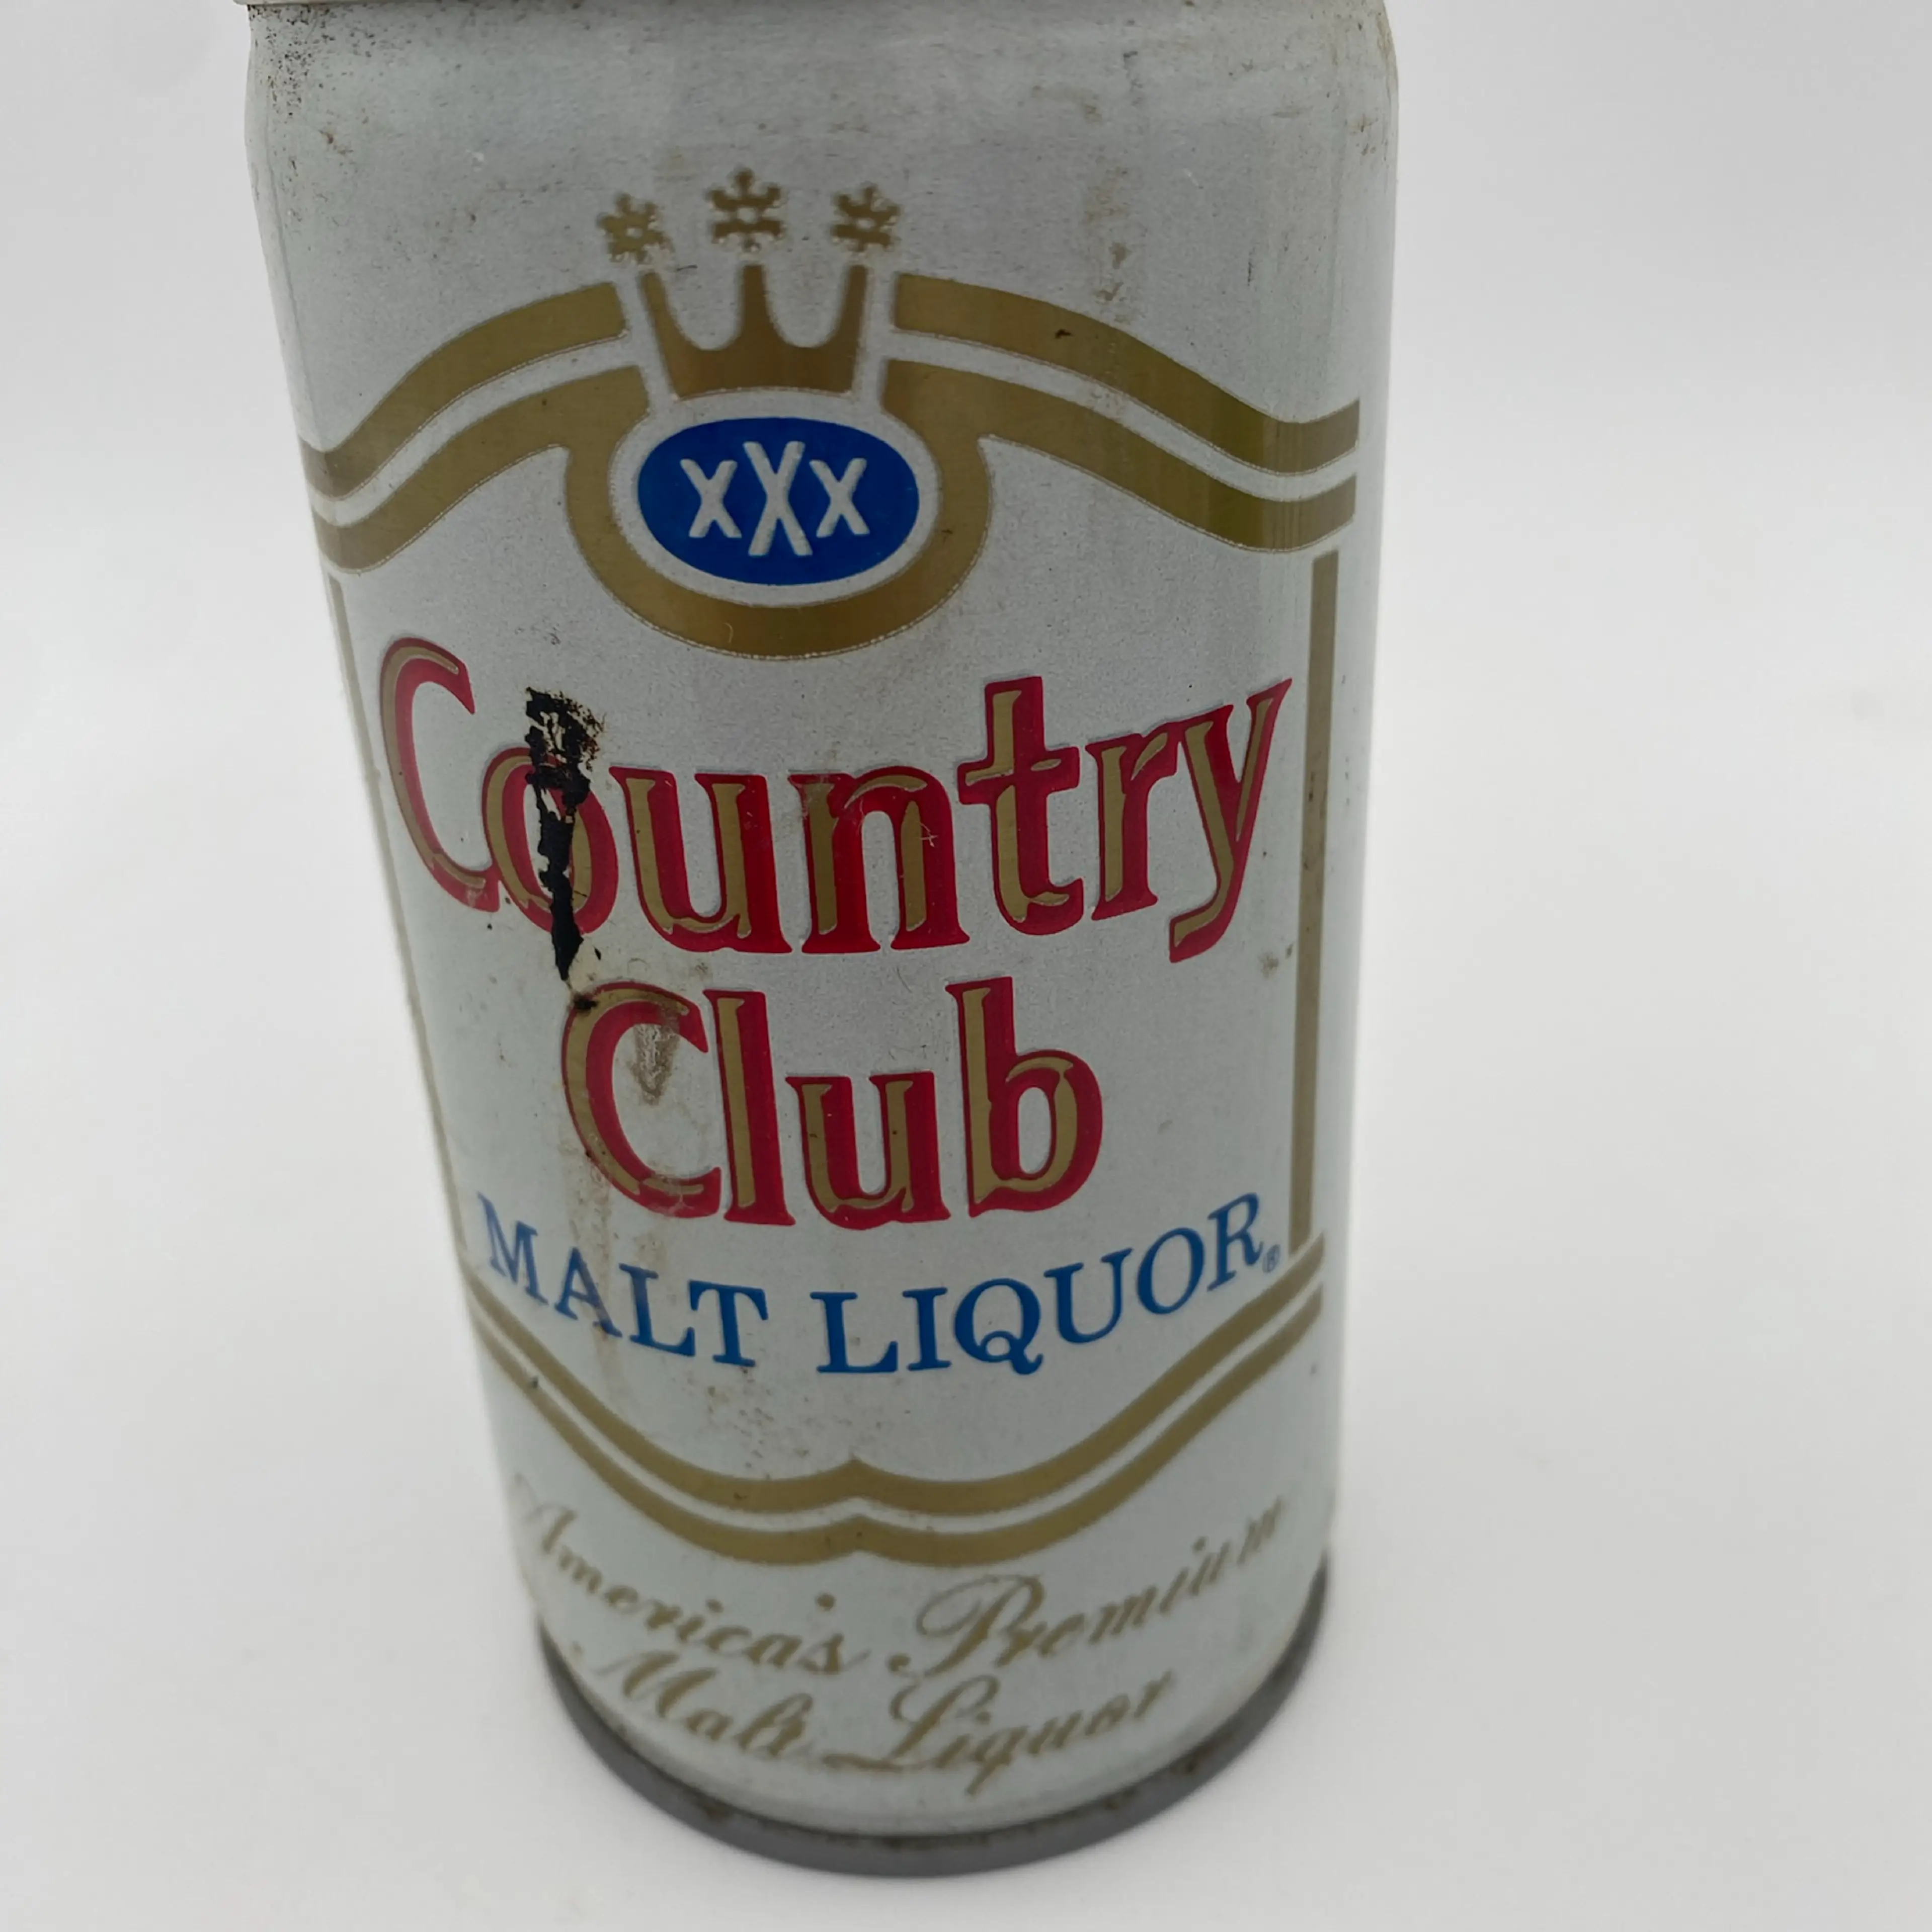 xXx
Country
Club
MALT LIQUOR®
America's Premium
Malt Liquor